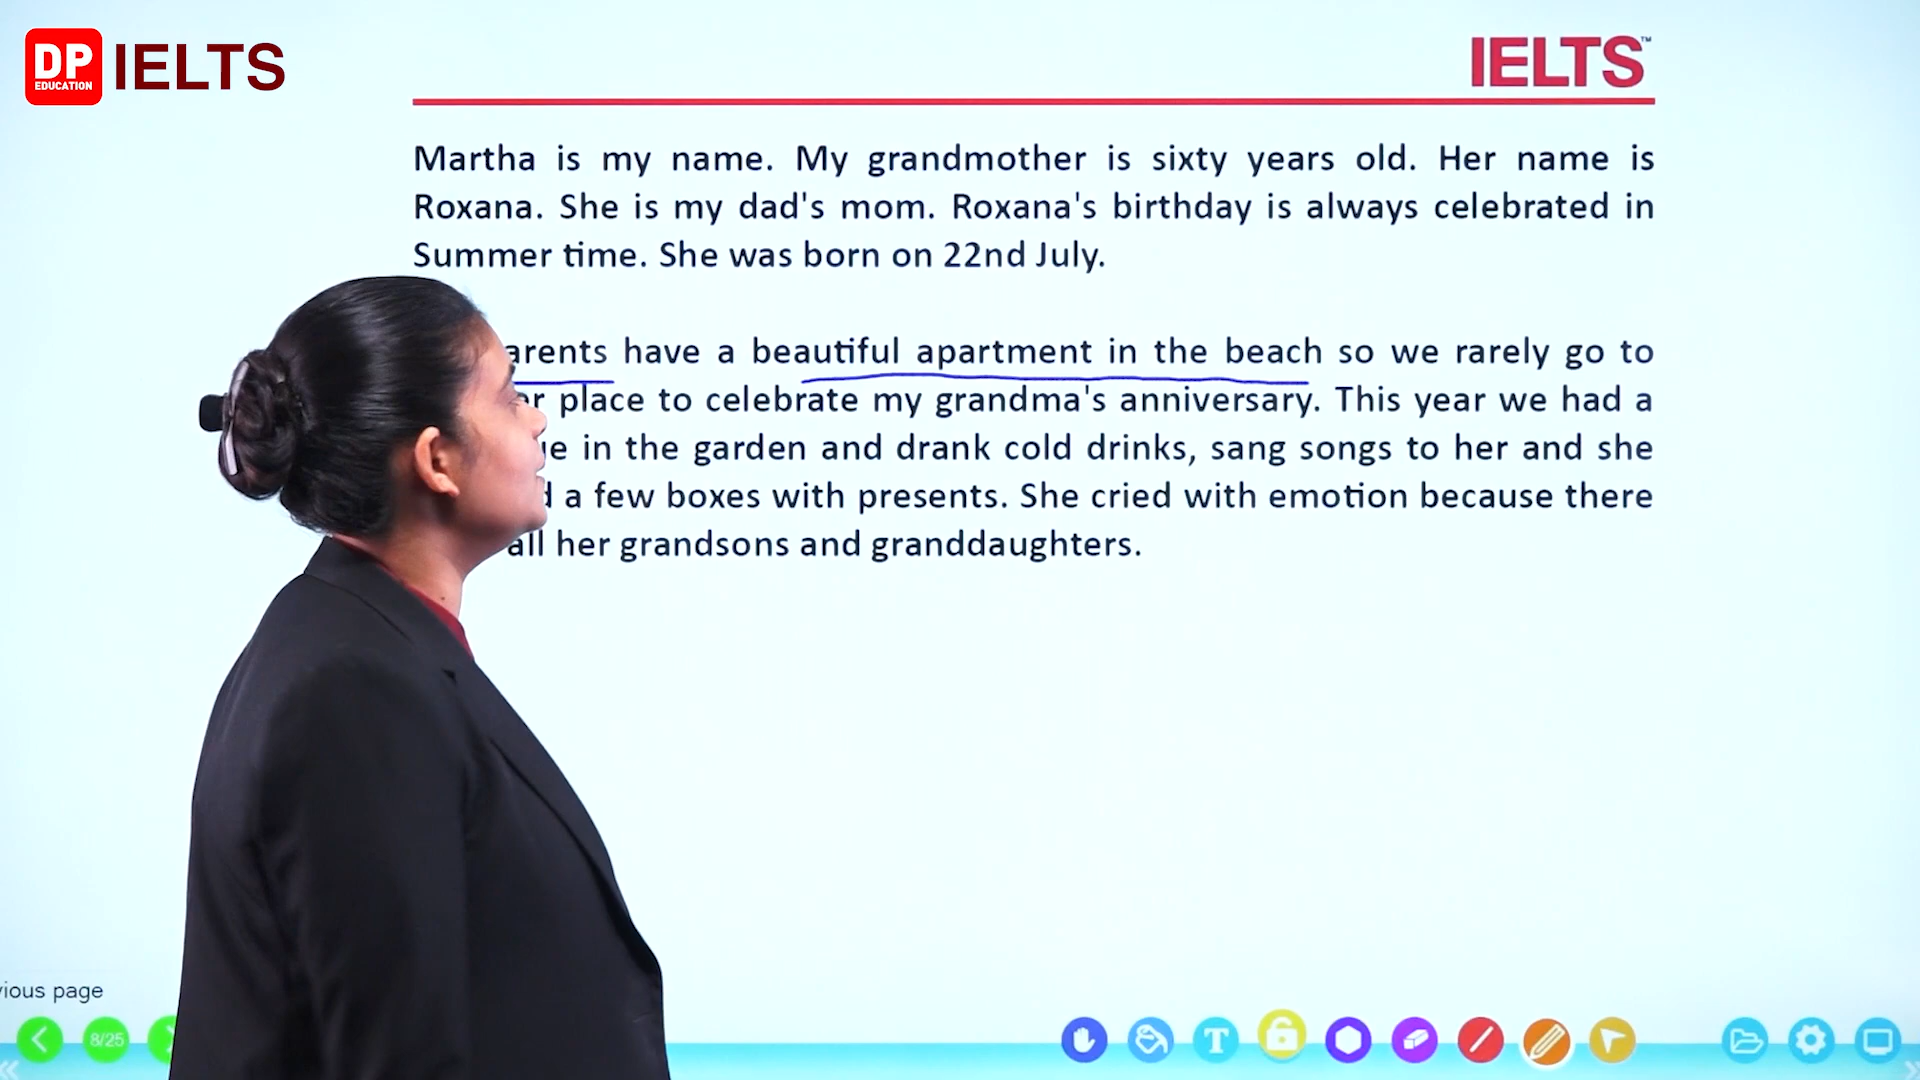 DP
EDUCATION
IELTS
IELTS™
Martha is my name. My grandmother is sixty years old. Her name is
Roxana. She is my dad's mom. Roxana's birthday is always celebrated in
Summer time. She was born on 22nd July.
have a beautiful apartment in the beach so we rarely go to
place to celebrate my grandma's anniversary. This year we had a
in the garden and drank cold drinks, sang songs to her and she
a few boxes with presents. She cried with emotion because there
all her grandsons and granddaughters.
page
8/25
T